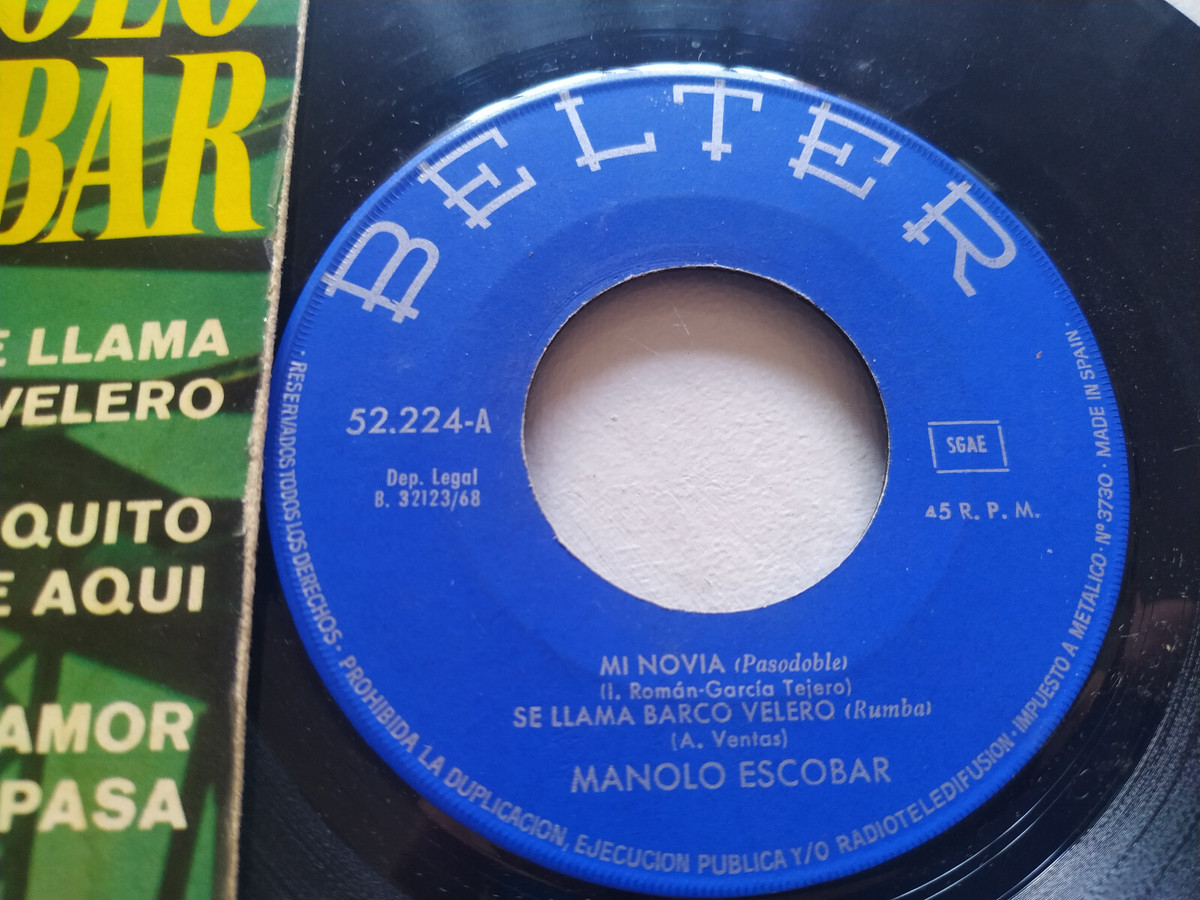 OLO
BAR
E LLAMA
VELERO
QUITO
E AQUI
AMOR
PASA
BELTER
52.224-A
Dep. Legal
B. 32123/68
SGAE
45 R. P. M.
MI NOVIA (Pasodoble)
(I. Román-García Tejero)
SE LLAMA BARCO VELERO (Rumba)
(A. Ventas)
MANOLO ESCOBAR
· RESERVADOS TODOS LOS DERECHOS · PROHIBIDA LA DUPLICACION, EJECUCION PUBLICA Y/O RADIOTELEDIFUSION · IMPUESTO A METALICO · Nº 3730 · MADE IN SPAIN ·